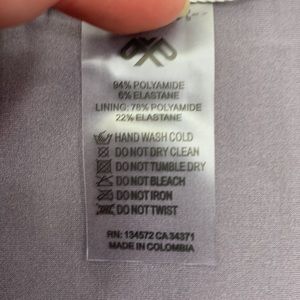 94% POLYAMIDE
6% ELASTANE
LINING: 78% POLYAMIDE
22% ELASTANE
HAND WASH COLD
DO NOT DRY CLEAN
DO NOT TUMBLE DRY
DO NOT BLEACH
DO NOT IRON
DO NOT TWIST
RN: 134572 CA 34371
MADE IN COLOMBIA